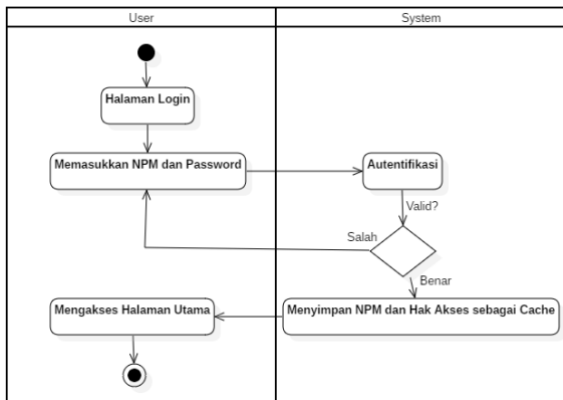 User
System
Halaman Login
Memasukkan NPM dan Password
Autentifikasi
Valid?
Salah
Benar
Mengakses Halaman Utama
Menyimpan NPM dan Hak Akses sebagai Cache